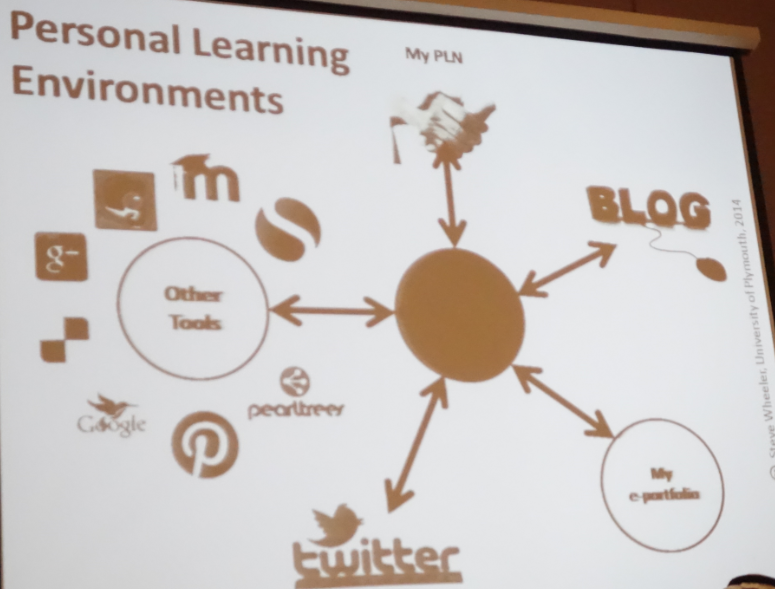 Personal Learning
Environments
My PLN
m
BLOG
g+
Other
Tools
pearltrees
Google
My
e-portfolio
twitter
© Steve Wheeler, University of Plymouth, 2014